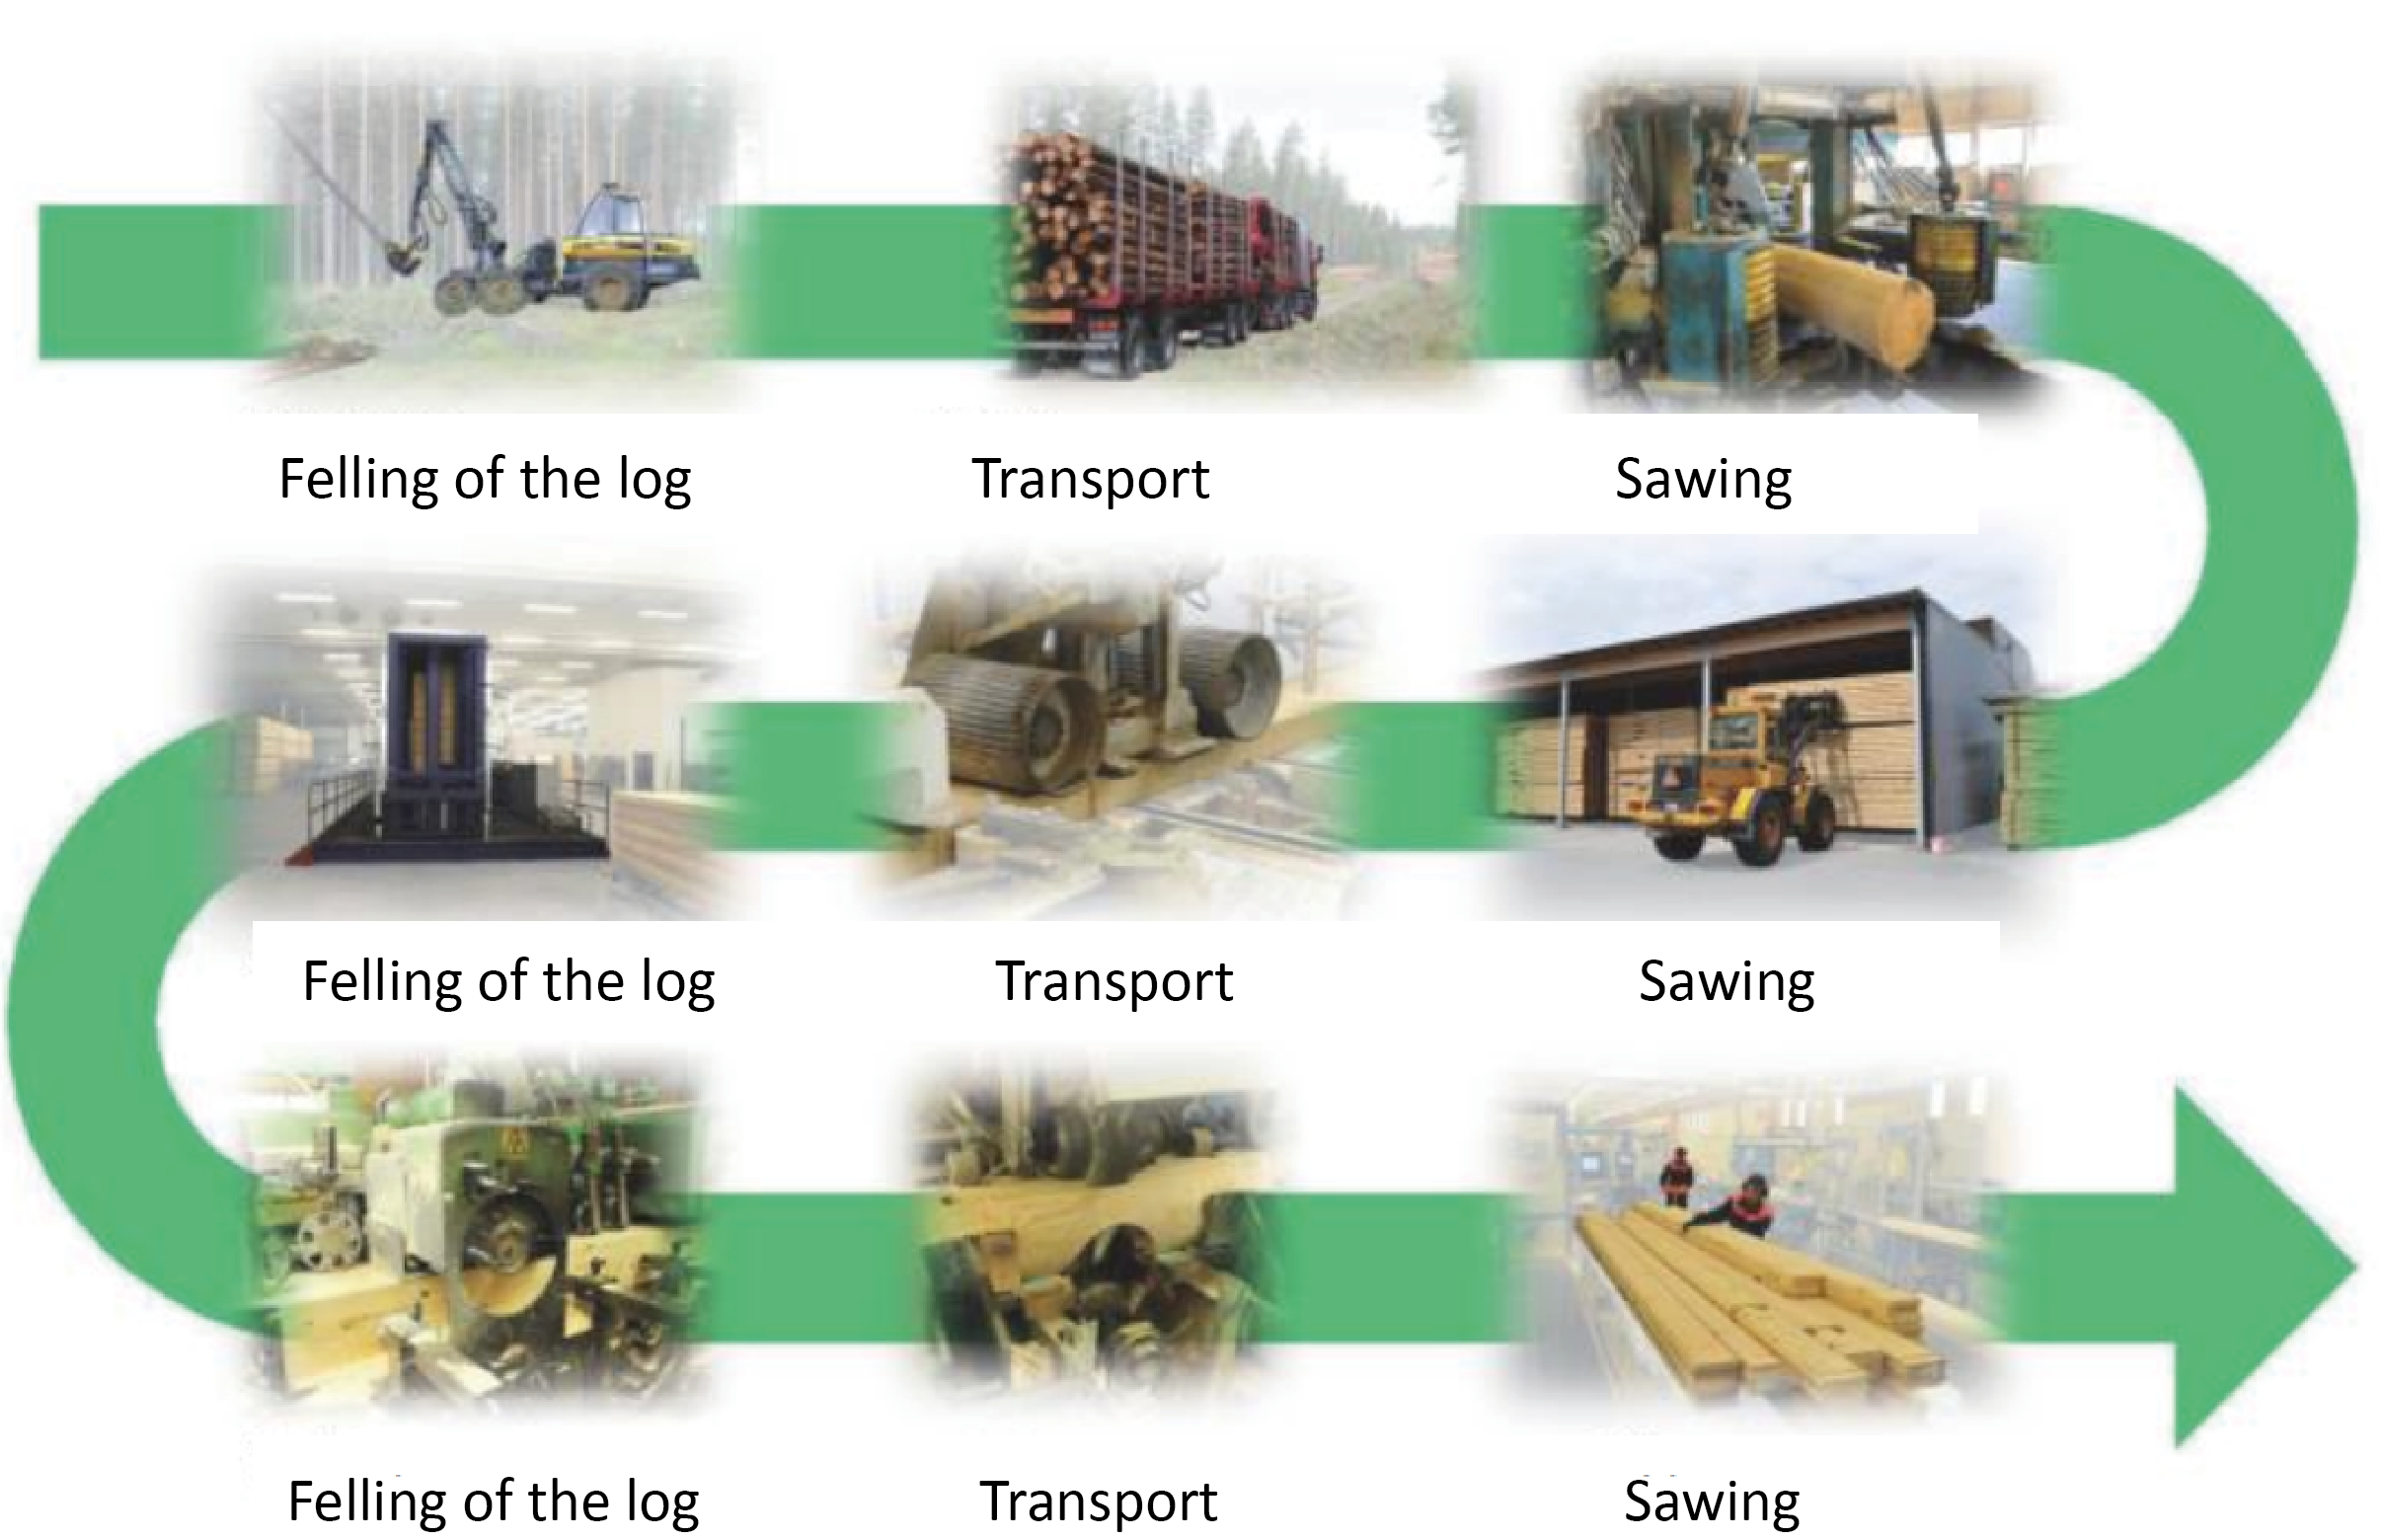 Felling of the log
Transport
Sawing
Felling of the log
Transport
Sawing
Felling of the log
Transport
Sawing